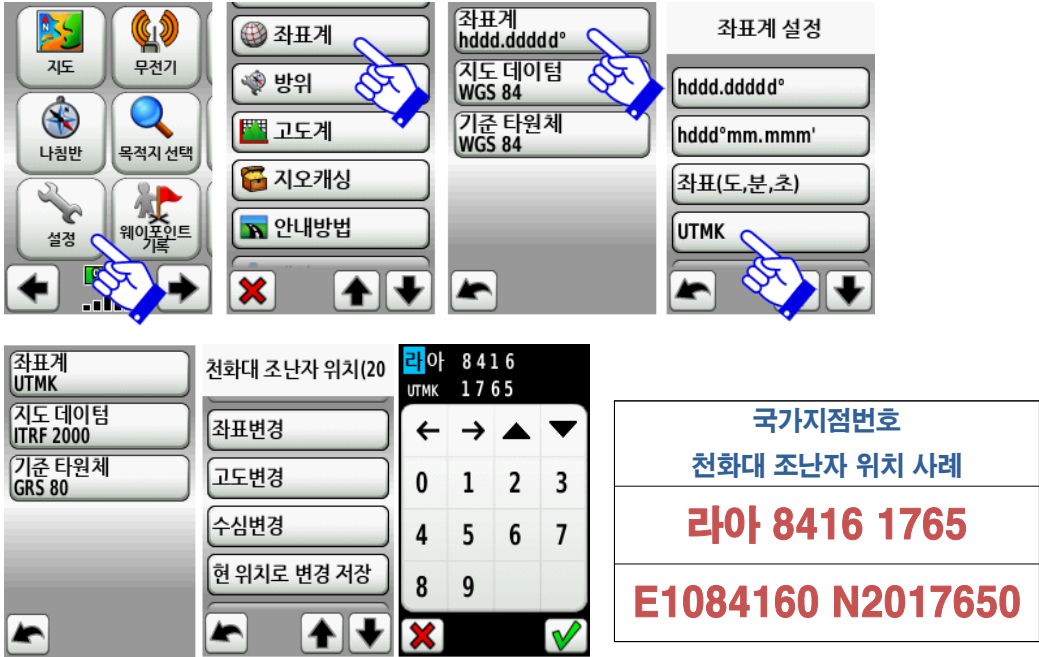 지도
무전기
나침반
목적지 선택
설정
웨이포인트
기록
좌표계
방위
고도계
지오캐싱
안내방법
좌표계
hddd.ddddd°
지도 데이텀
WGS 84
기준 타원체
WGS 84
좌표계 설정
hddd.ddddd°
hddd°mm.mmm'
좌표(도,분,초)
UTMK
좌표계
UTMK
지도 데이텀
ITRF 2000
기준 타원체
GRS 80
천화대 조난자 위치(20
좌표변경
고도변경
수심변경
현 위치로 변경 저장
라아 8416
UTMK 1765
0 1 2 3
4 5 6 7
8 9
국가지점번호
천화대 조난자 위치 사례
라아 8416 1765
E1084160 N2017650